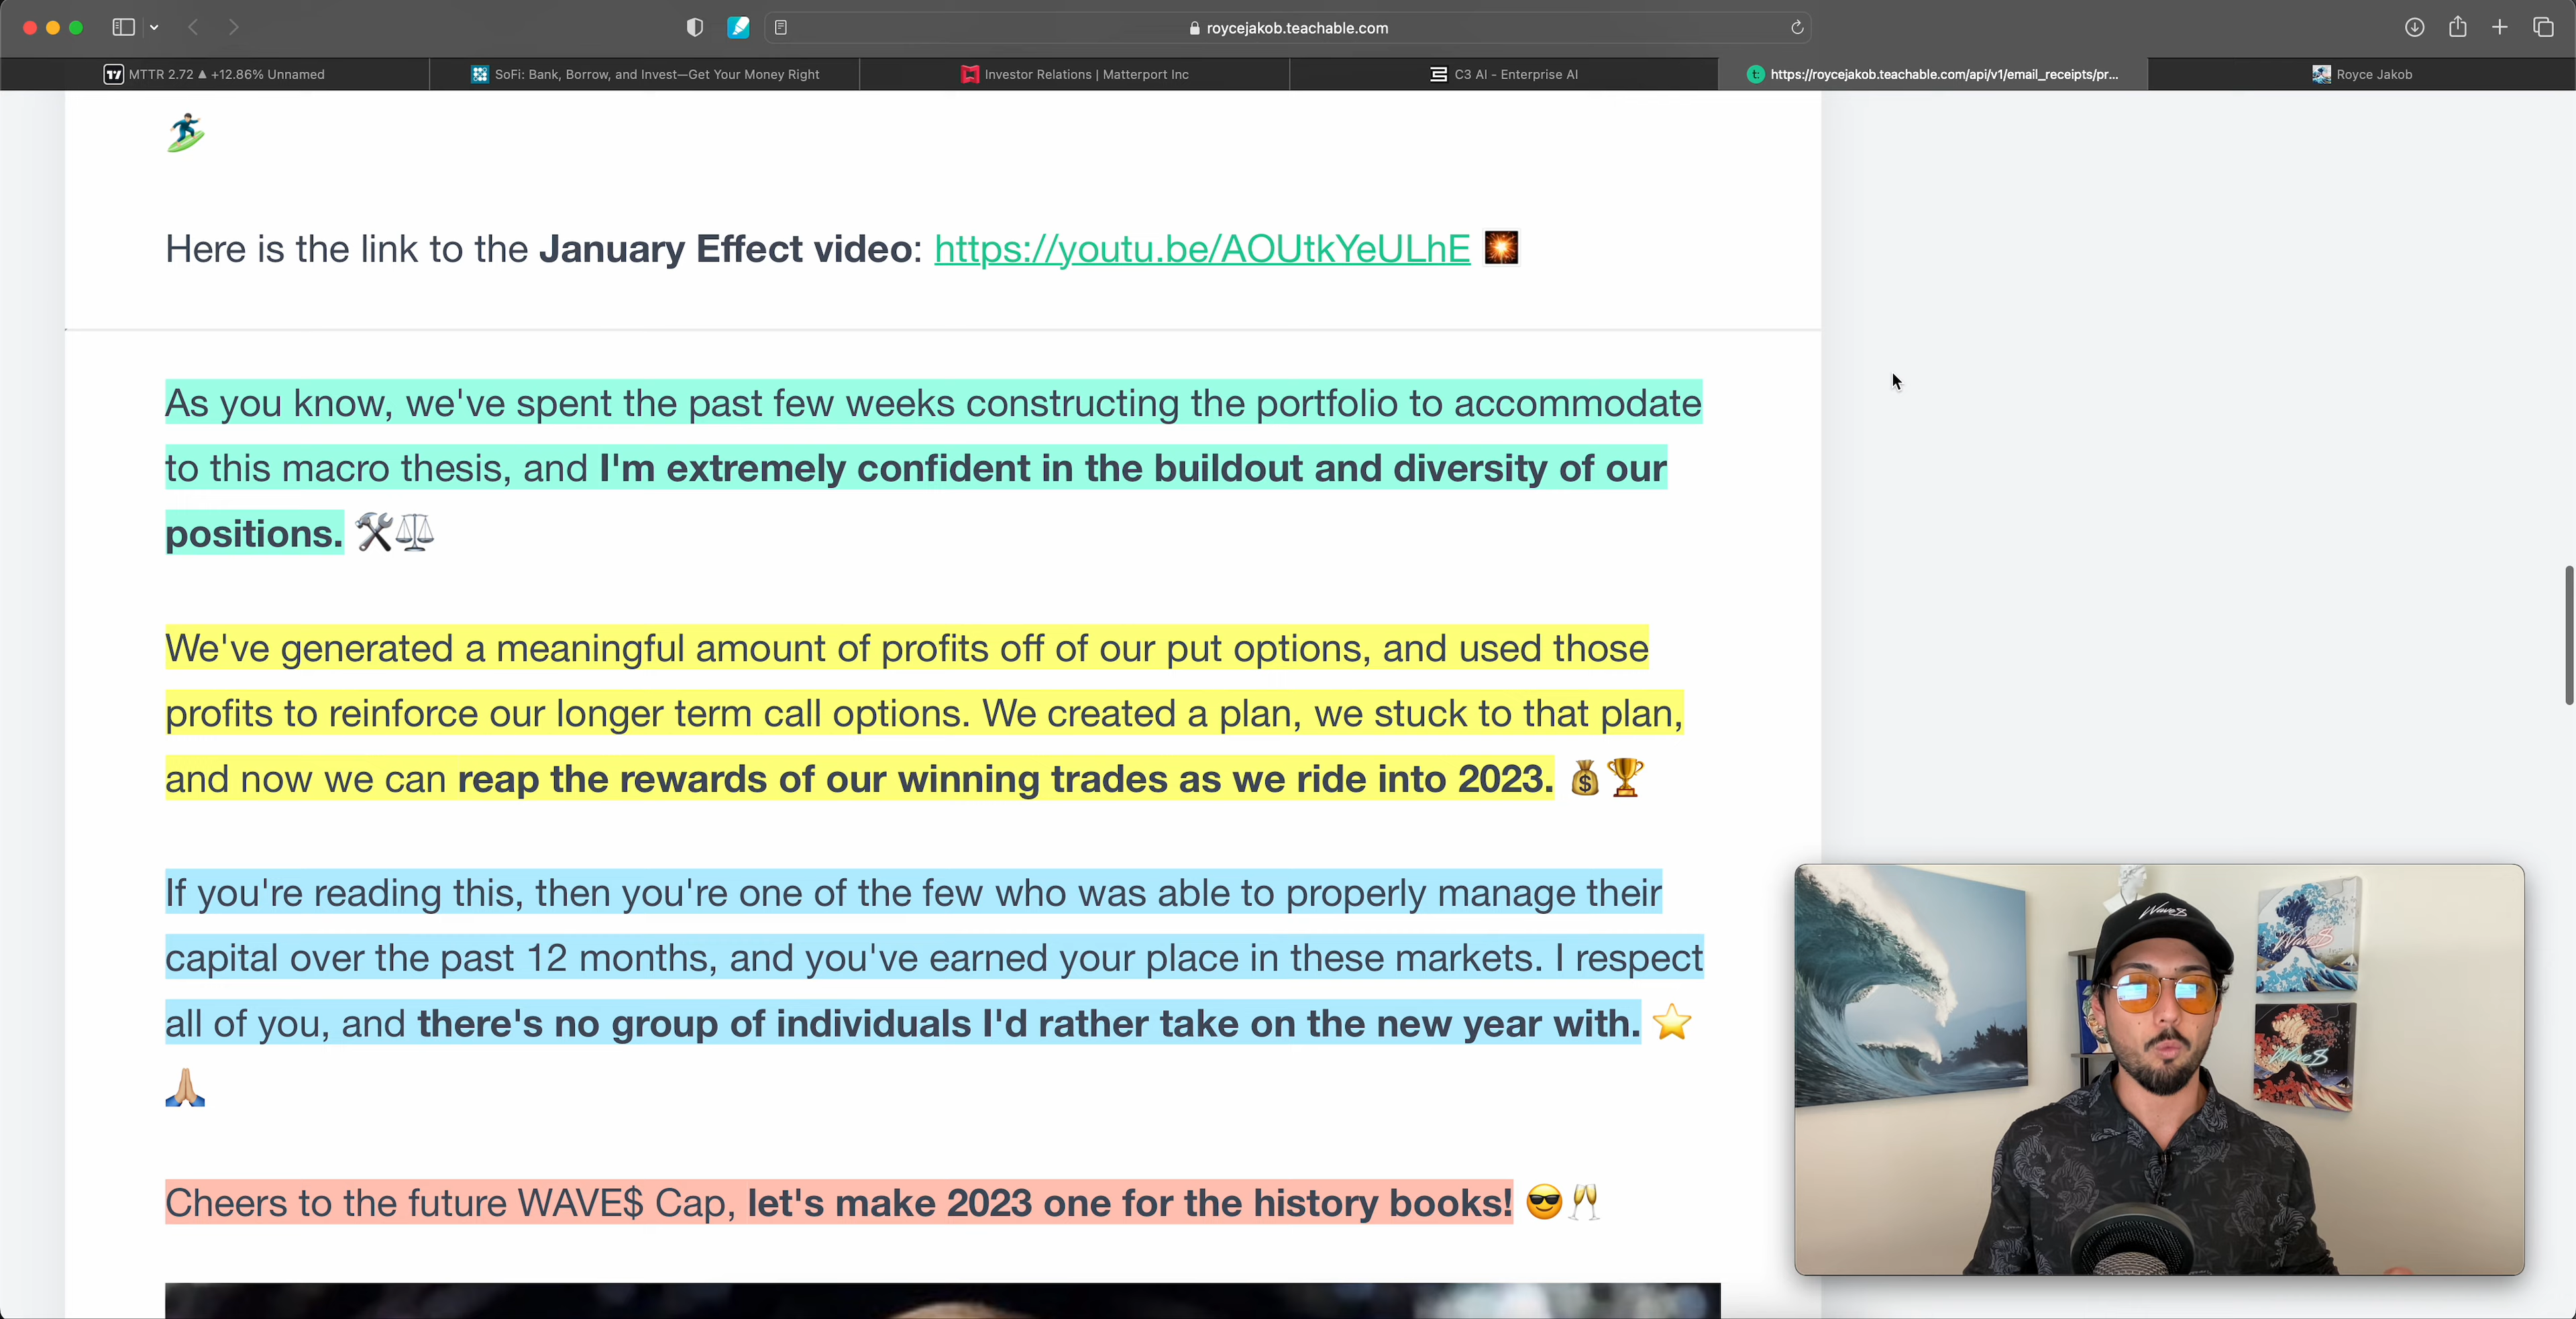 roycejakob.teachable.com
MTTR 2.72 ▲ +12.86% Unnamed
SoFi: Bank, Borrow, and Invest—Get Your Money Right
Investor Relations | Matterport Inc
C3 AI - Enterprise AI
https://roycejakob.teachable.com/api/v1/email_receipts/pr...
Royce Jakob
Here is the link to the January Effect video: https://youtu.be/AOUtkYeULhE
As you know, we've spent the past few weeks constructing the portfolio to accommodate
to this macro thesis, and I'm extremely confident in the buildout and diversity of our
positions.
We've generated a meaningful amount of profits off of our put options, and used those
profits to reinforce our longer term call options. We created a plan, we stuck to that plan,
and now we can reap the rewards of our winning trades as we ride into 2023.
If you're reading this, then you're one of the few who was able to properly manage their
capital over the past 12 months, and you've earned your place in these markets. I respect
all of you, and there's no group of individuals I'd rather take on the new year with.
Cheers to the future WAVE$ Cap, let's make 2023 one for the history books!
Wave$
Wave$
Wave$